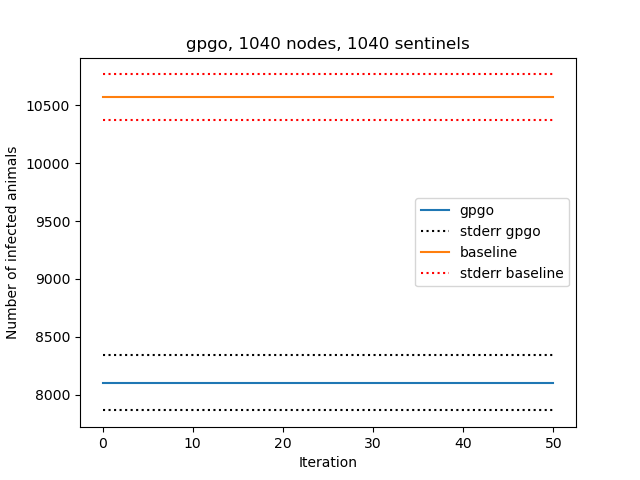 gpgo, 1040 nodes, 1040 sentinels
Number of infected animals
10500
10000
9500
9000
8500
8000
gpgo
stderr gpgo
baseline
stderr baseline
0 10 20 30 40 50
Iteration